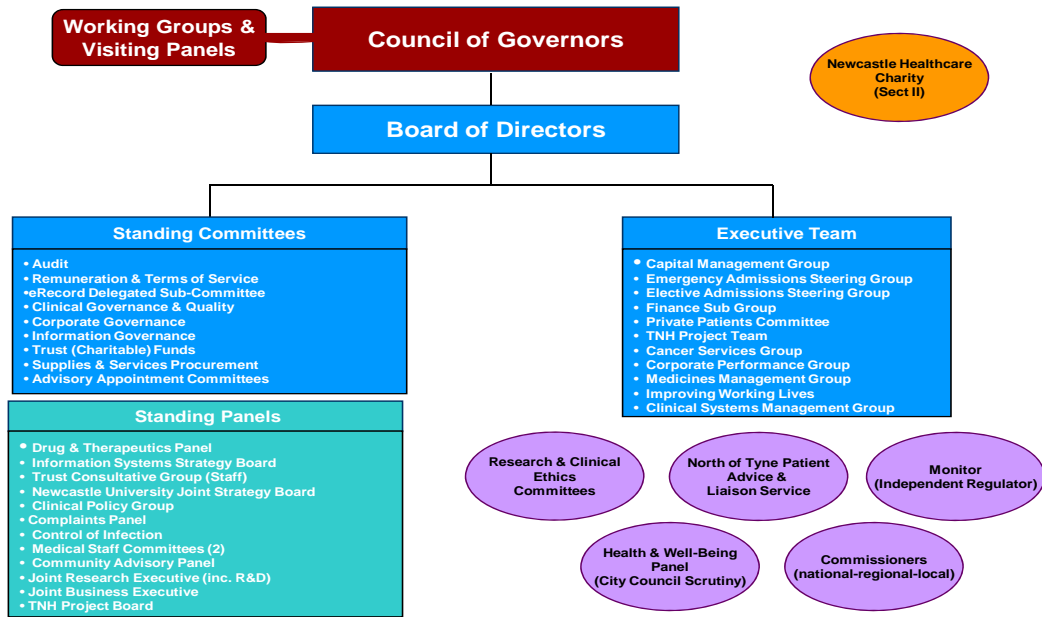 Working Groups &
Visiting Panels
Council of Governors
Newcastle Healthcare
Charity
(Sect II)
Board of Directors
Standing Committees
• Audit
• Remuneration & Terms of Service
•eRecord Delegated Sub-Committee
• Clinical Governance & Quality
• Corporate Governance
• Information Governance
• Trust (Charitable) Funds
• Supplies & Services Procurement
• Advisory Appointment Committees
Executive Team
• Capital Management Group
• Emergency Admissions Steering Group
• Elective Admissions Steering Group
• Finance Sub Group
• Private Patients Committee
• TNH Project Team
• Cancer Services Group
• Corporate Performance Group
• Medicines Management Group
• Improving Working Lives
• Clinical Systems Management Group
Standing Panels
• Drug & Therapeutics Panel
• Information Systems Strategy Board
• Trust Consultative Group (Staff)
• Newcastle University Joint Strategy Board
• Clinical Policy Group
• Complaints Panel
• Control of Infection
• Medical Staff Committees (2)
• Community Advisory Panel
• Joint Research Executive (inc. R&D)
• Joint Business Executive
• TNH Project Board
Research & Clinical
Ethics
Committees
North of Tyne Patient
Advice &
Liaison Service
Monitor
(Independent Regulator)
Health & Well-Being
Panel
(City Council Scrutiny)
Commissioners
(national-regional-local)